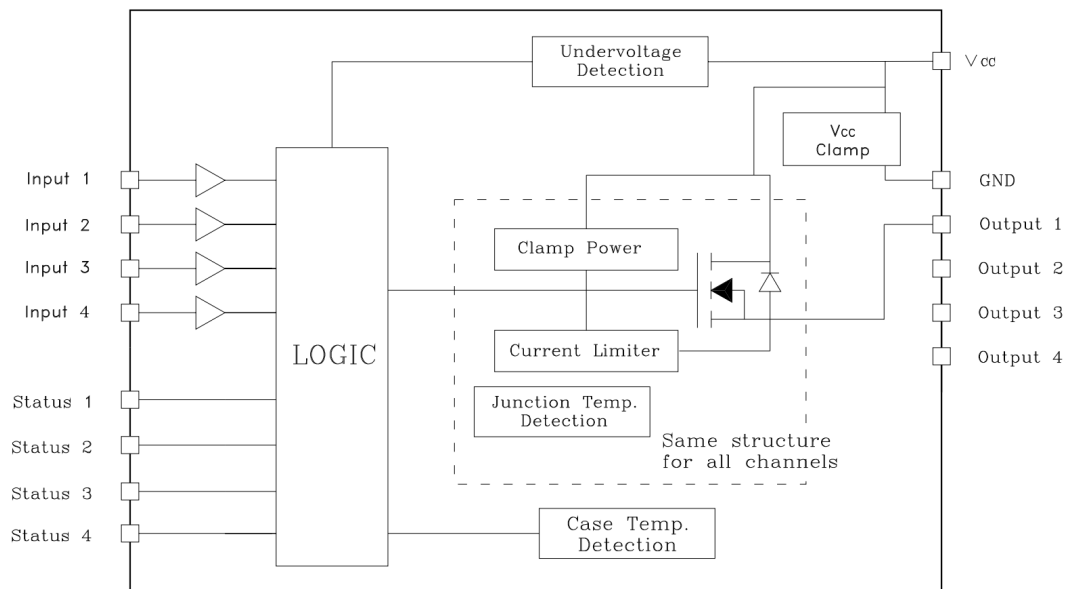 Undervoltage
Detection
Vcc
Vcc
Clamp
Input 1
GND
Input 2
Output 1
Clamp Power
Input 3
Output 2
Input 4
Output 3
LOGIC
Current Limiter
Output 4
Status 1
Junction Temp.
Detection
Same structure
for all channels
Status 2
Status 3
Status 4
Case Temp.
Detection